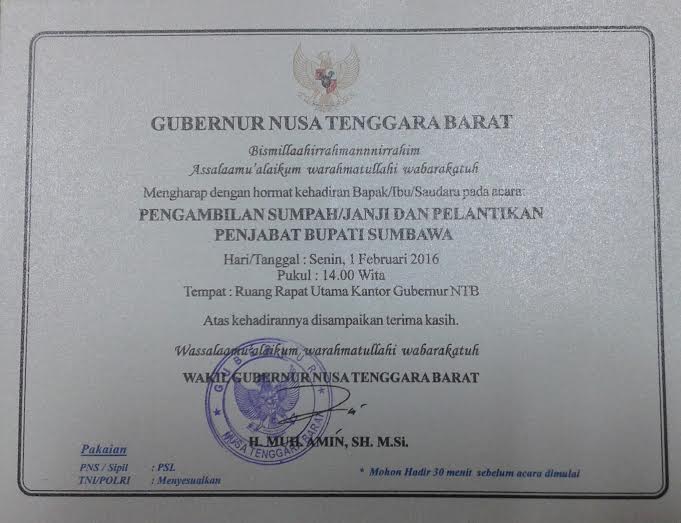 GUBERNUR NUSA TENGGARA BARAT
Bismillaahirrahmannnirrahim
Assalaamu'alaikum warahmatullahi wabarakatuh
Mengharap dengan hormat kehadiran Bapak/Ibu/Saudara pada acara:
PENGAMBILAN SUMPAH/JANJI DAN PELANTIKAN
PENJABAT BUPATI SUMBAWA
Hari/Tanggal : Senin, 1 Februari 2016
Pukul : 14.00 Wita
Tempat : Ruang Rapat Utama Kantor Gubernur NTB
Atas kehadirannya disampaikan terima kasih.
Wassalaamu'alaikum warahmatullahi wabarakatuh
WAKIL GUBERNUR NUSA TENGGARA BARAT
GUBERNUR
NUSA TENGGARA BARAT
H. MUH. AMIN, SH. M.Si.
Pakaian
PNS / Sipil : PSL
TNI/POLRI : Menyesuaikan
* Mohon Hadir 30 menit sebelum acara dimulai